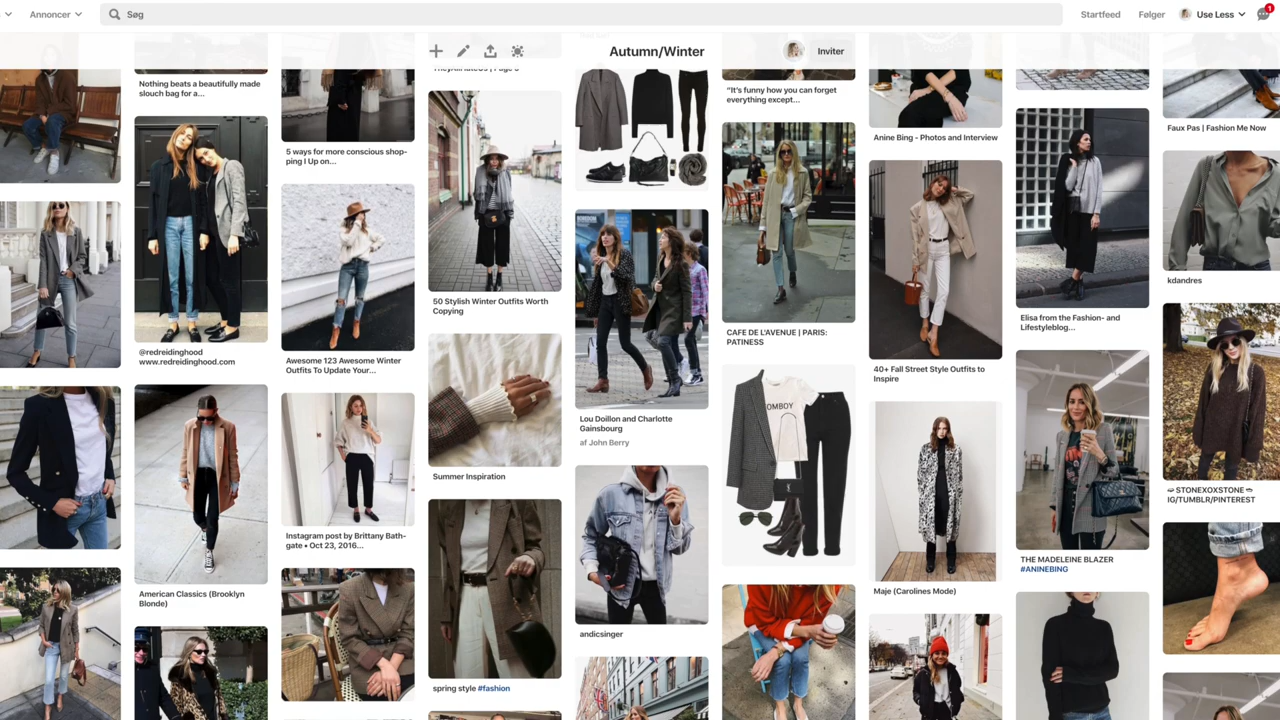 Annoncer
Søg
Startfeed
Følger
Use Less
1
Autumn/Winter
Inviter
Nothing beats a beautifully made
slouch bag for a...
@redreidinghood
www.redreidinghood.com
American Classics (Brooklyn
Blonde)
5 ways for more conscious shop-
ping I Up on...
Awesome 123 Awesome Winter
Outfits To Update Your...
Instagram post by Brittany Bath-
gate • Oct 23, 2016...
50 Stylish Winter Outfits Worth
Copying
Summer Inspiration
spring style #fashion
Lou Doillon and Charlotte
Gainsbourg
af John Berry
andicsinger
"It's funny how you can forget
everything except...
CAFE DE L'AVENUE | PARIS:
PATINESS
OMBOY
Anine Bing - Photos and Interview
40+ Fall Street Style Outfits to
Inspire
Maje (Carolines Mode)
Elisa from the Fashion- and
Lifestyleblog...
THE MADELEINE BLAZER
#ANINEBING
Faux Pas | Fashion Me Now
kdandres
STONEXOXSTONE
IG/TUMBLR/PINTEREST